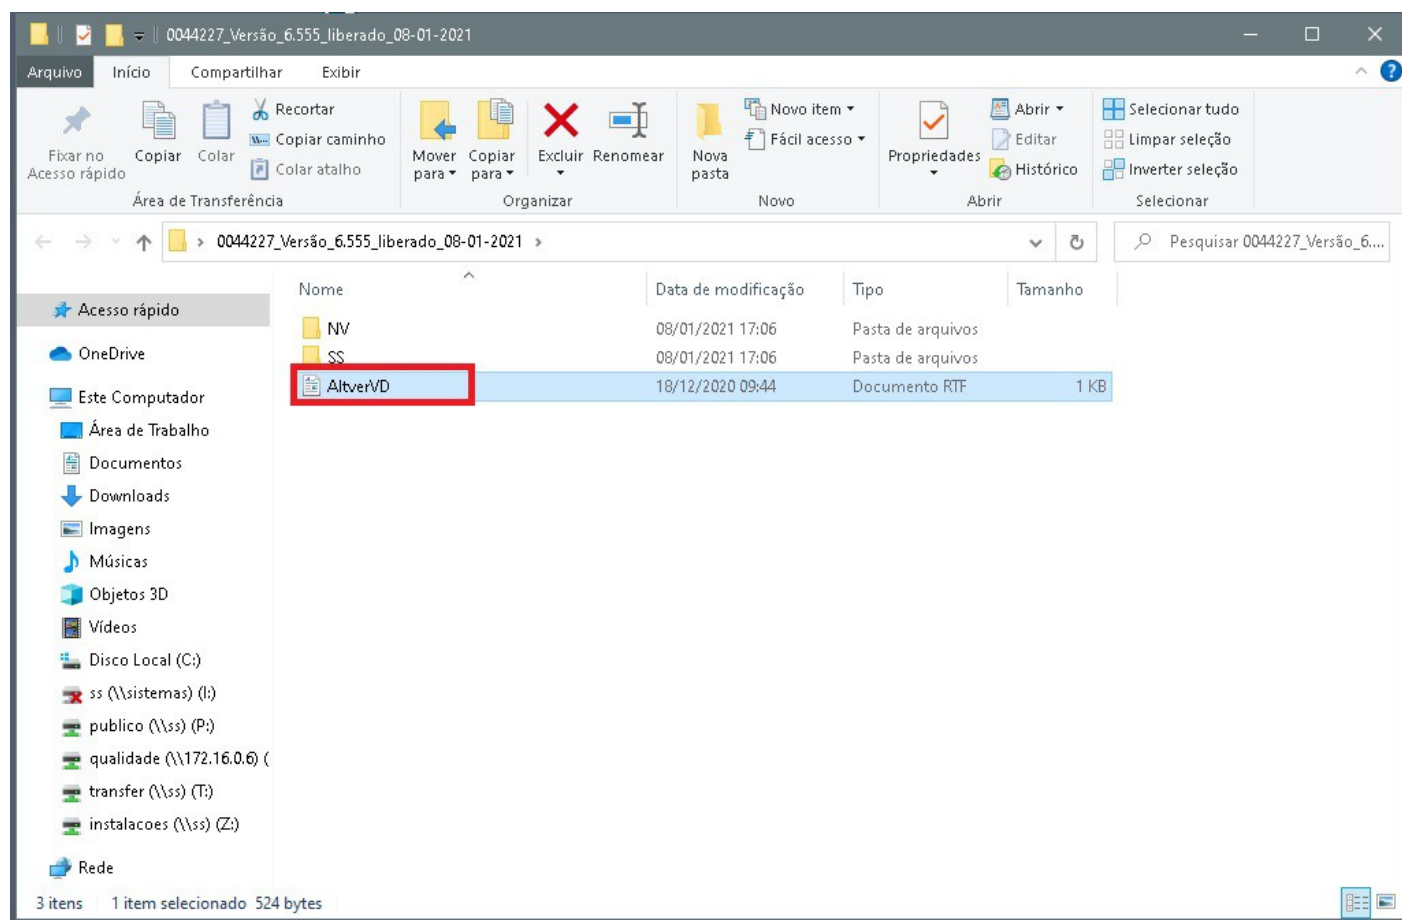 0044227_Versão_6.555_liberado_08-01-2021
Arquivo Início Compartilhar Exibir
Fixar no Acesso rápido
Copiar
Colar
Recortar
Copiar caminho
Colar atalho
Área de Transferência
Mover para
Copiar para
Excluir
Renomear
Organizar
Nova pasta
Novo item
Fácil acesso
Novo
Propriedades
Abrir
Editar
Histórico
Abrir
Selecionar tudo
Limpar seleção
Inverter seleção
Selecionar
0044227_Versão_6.555_liberado_08-01-2021
Pesquisar 0044227_Versão_6....
Nome Data de modificação Tipo Tamanho
NV 08/01/2021 17:06 Pasta de arquivos
SS 08/01/2021 17:06 Pasta de arquivos
AltverVD 18/12/2020 09:44 Documento RTF 1 KB
Acesso rápido
OneDrive
Este Computador
Área de Trabalho
Documentos
Downloads
Imagens
Músicas
Objetos 3D
Vídeos
Disco Local (C:)
ss (\\sistemas) (I:)
publico (\\ss) (P:)
qualidade (\\172.16.0.6) (
transfer (\\ss) (T:)
instalacoes (\\ss) (Z:)
Rede
3 itens 1 item selecionado 524 bytes